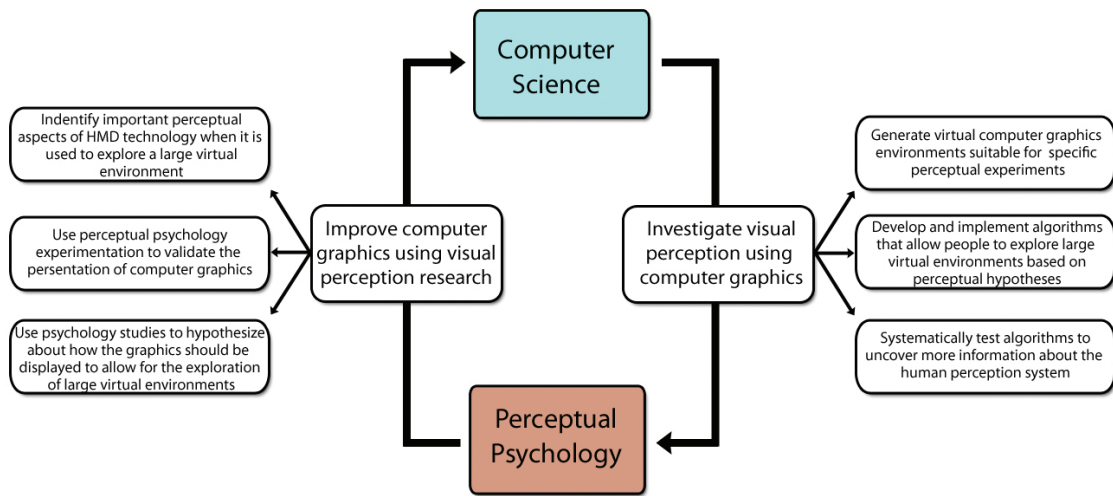 Computer
Science
Indentify important perceptual
aspects of HMD technology when it is
used to explore a large virtual
environment
Use perceptual psychology
experimentation to validate the
persentation of computer graphics
Use psychology studies to hypothesize
about how the graphics should be
displayed to allow for the exploration
of large virtual environments
Improve computer
graphics using visual
perception research
Investigate visual
perception using
computer graphics
Generate virtual computer graphics
environments suitable for specific
perceptual experiments
Develop and implement algorithms
that allow people to explore large
virtual environments based on
perceptual hypotheses
Systematically test algorithms to
uncover more information about the
human perception system
Perceptual
Psychology